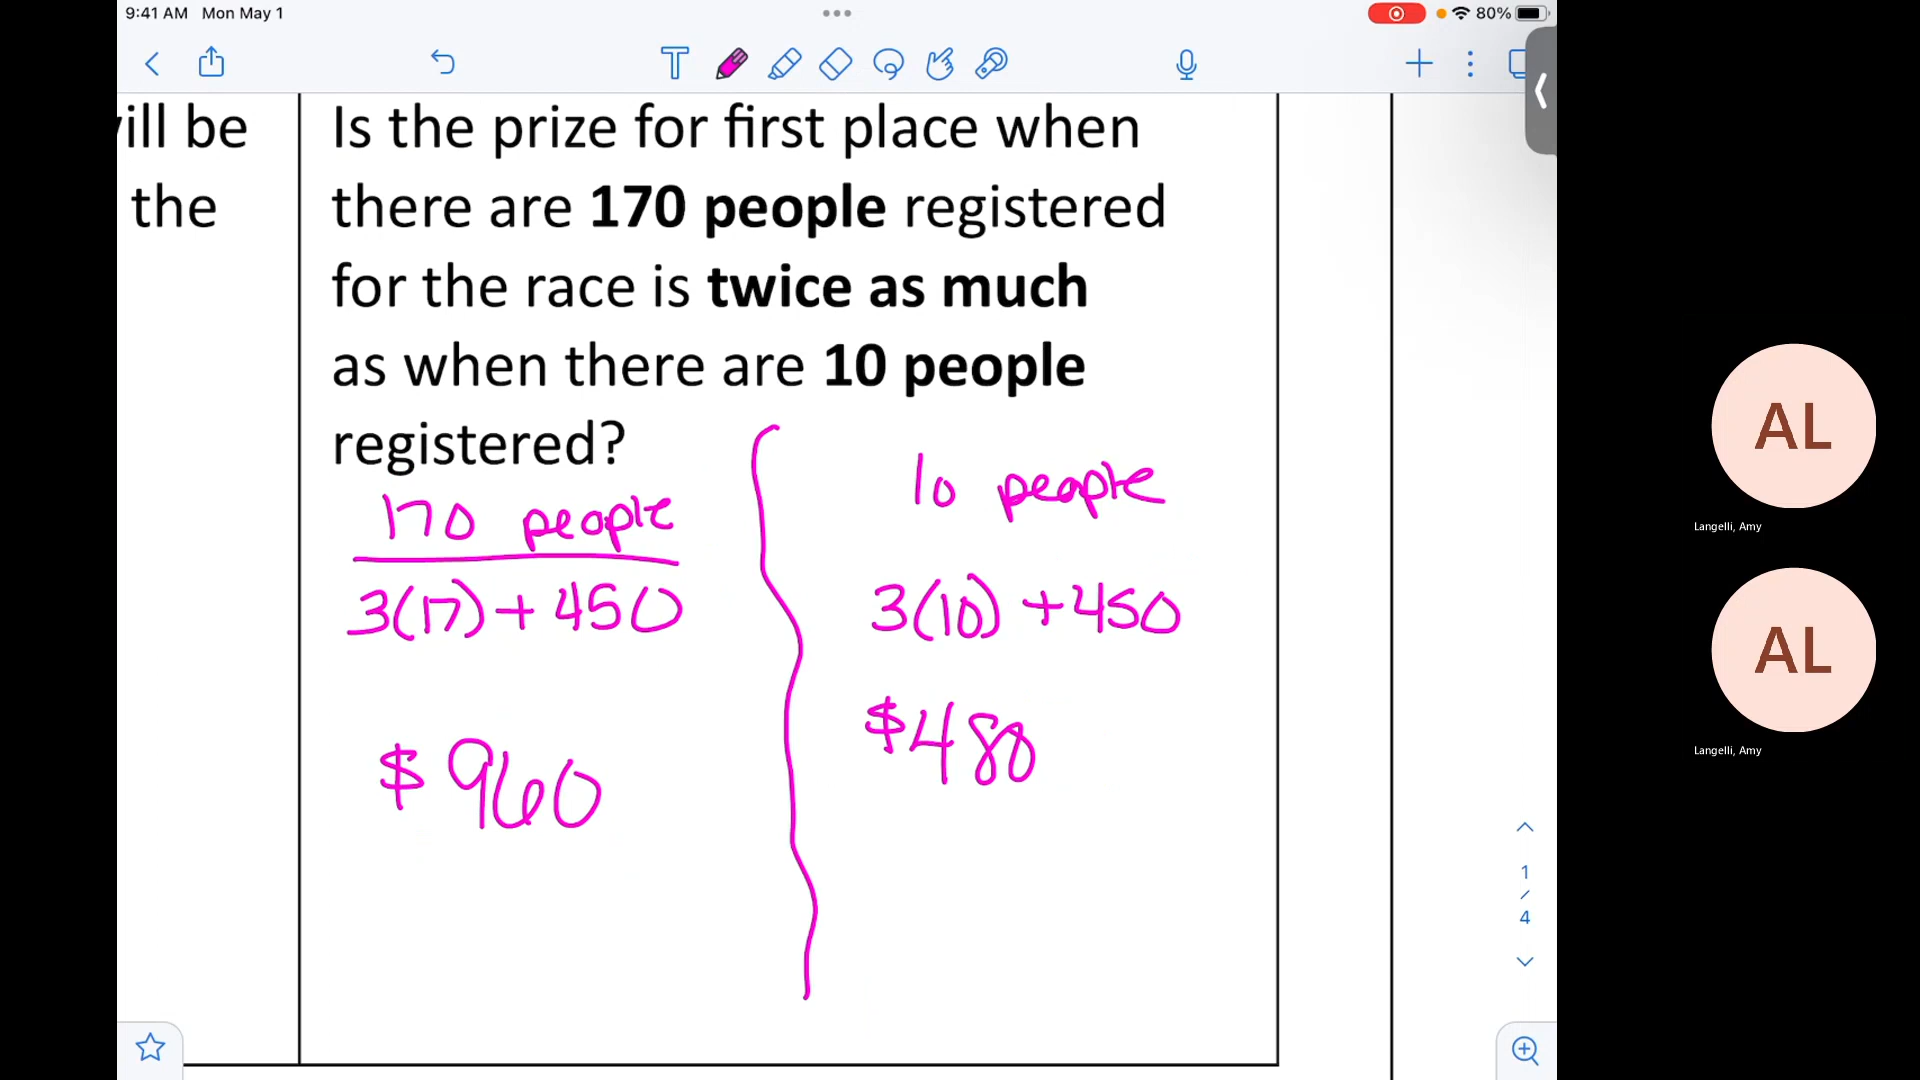 9:41 AM Mon May 1
80%
T
ill be
the
Is the prize for first place when
there are 170 people registered
for the race is twice as much
as when there are 10 people
registered?
170 people
3(17) + 450
$960
10 people
3(10) + 450
$480
1
/
4
AL
Langelli, Amy
AL
Langelli, Amy